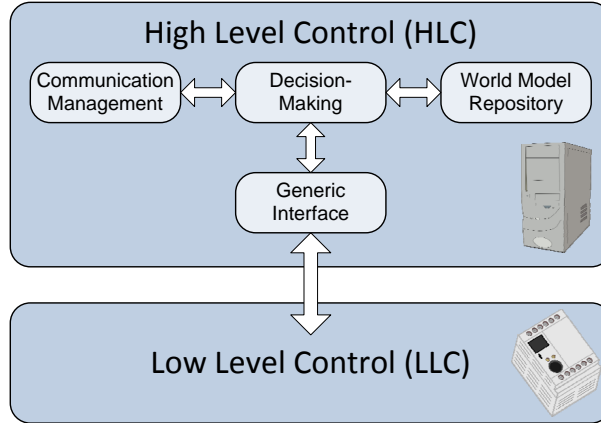 High Level Control (HLC)
Communication
Management
Decision-
Making
World Model
Repository
Generic
Interface
Low Level Control (LLC)